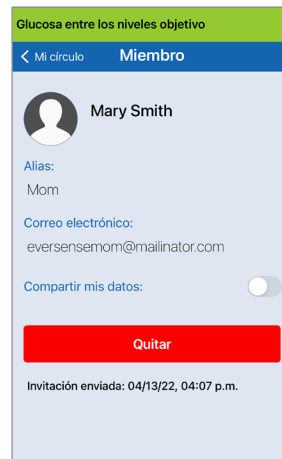 Glucosa entre los niveles objetivo
Mi círculo Miembro
Mary Smith
Alias:
Mom
Correo electrónico:
eversensemom@mailinator.com
Compartir mis datos:
Quitar
Invitación enviada: 04/13/22, 04:07 p.m.